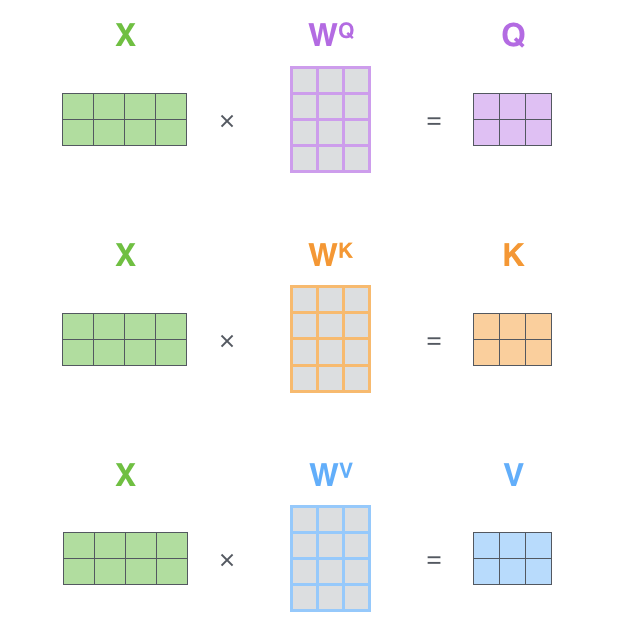 X W^Q Q
× =
X W^K K
× =
X W^V V
× =